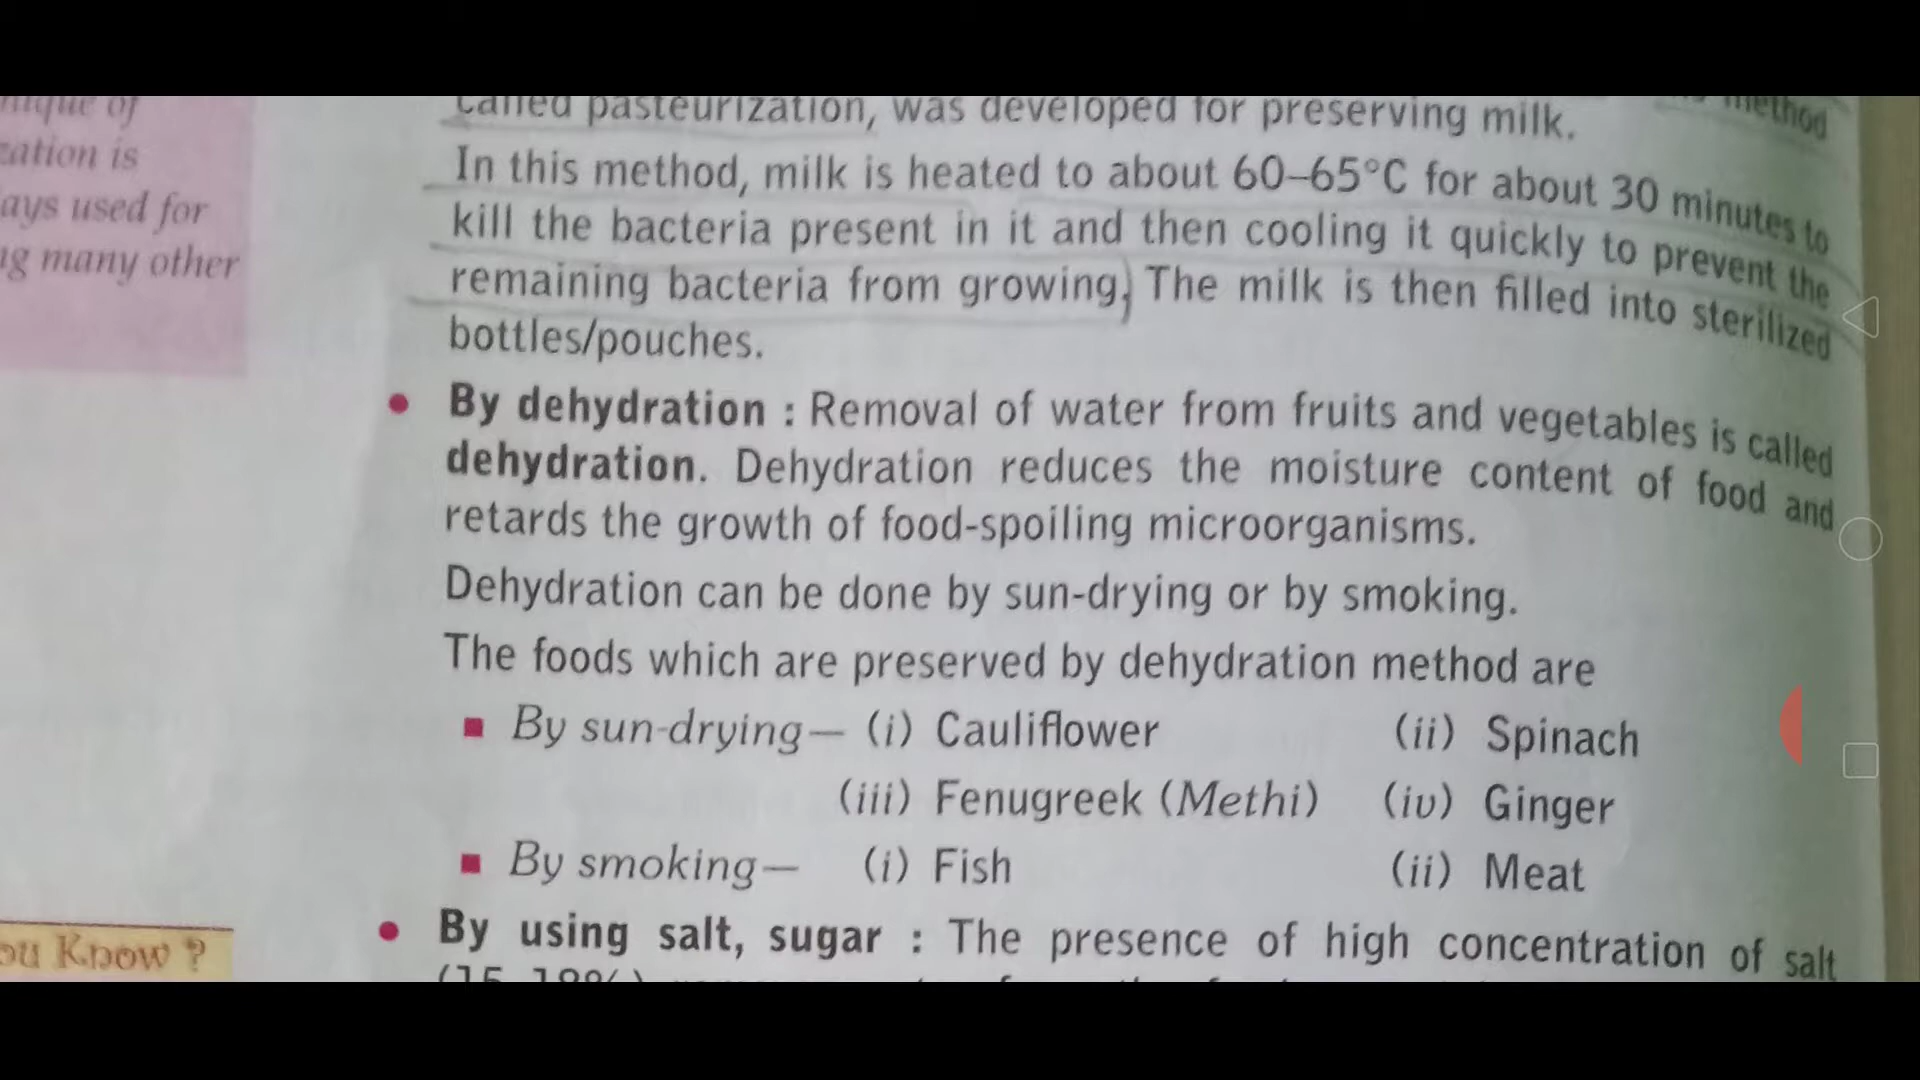 of
is
ays used for
many other
called pasteurization, was developed for preserving milk.
method
In this method, milk is heated to about 60–65°C for about 30 minutes to
kill the bacteria present in it and then cooling it quickly to prevent the
remaining bacteria from growing. The milk is then filled into sterilized
bottles/pouches.
• By dehydration : Removal of water from fruits and vegetables is called
dehydration. Dehydration reduces the moisture content of food and
retards the growth of food-spoiling microorganisms.
Dehydration can be done by sun-drying or by smoking.
The foods which are preserved by dehydration method are
▪ By sun-drying— (i) Cauliflower (ii) Spinach
(iii) Fenugreek (Methi) (iv) Ginger
▪ By smoking— (i) Fish (ii) Meat
• By using salt, sugar : The presence of high concentration of salt
ou Know ?